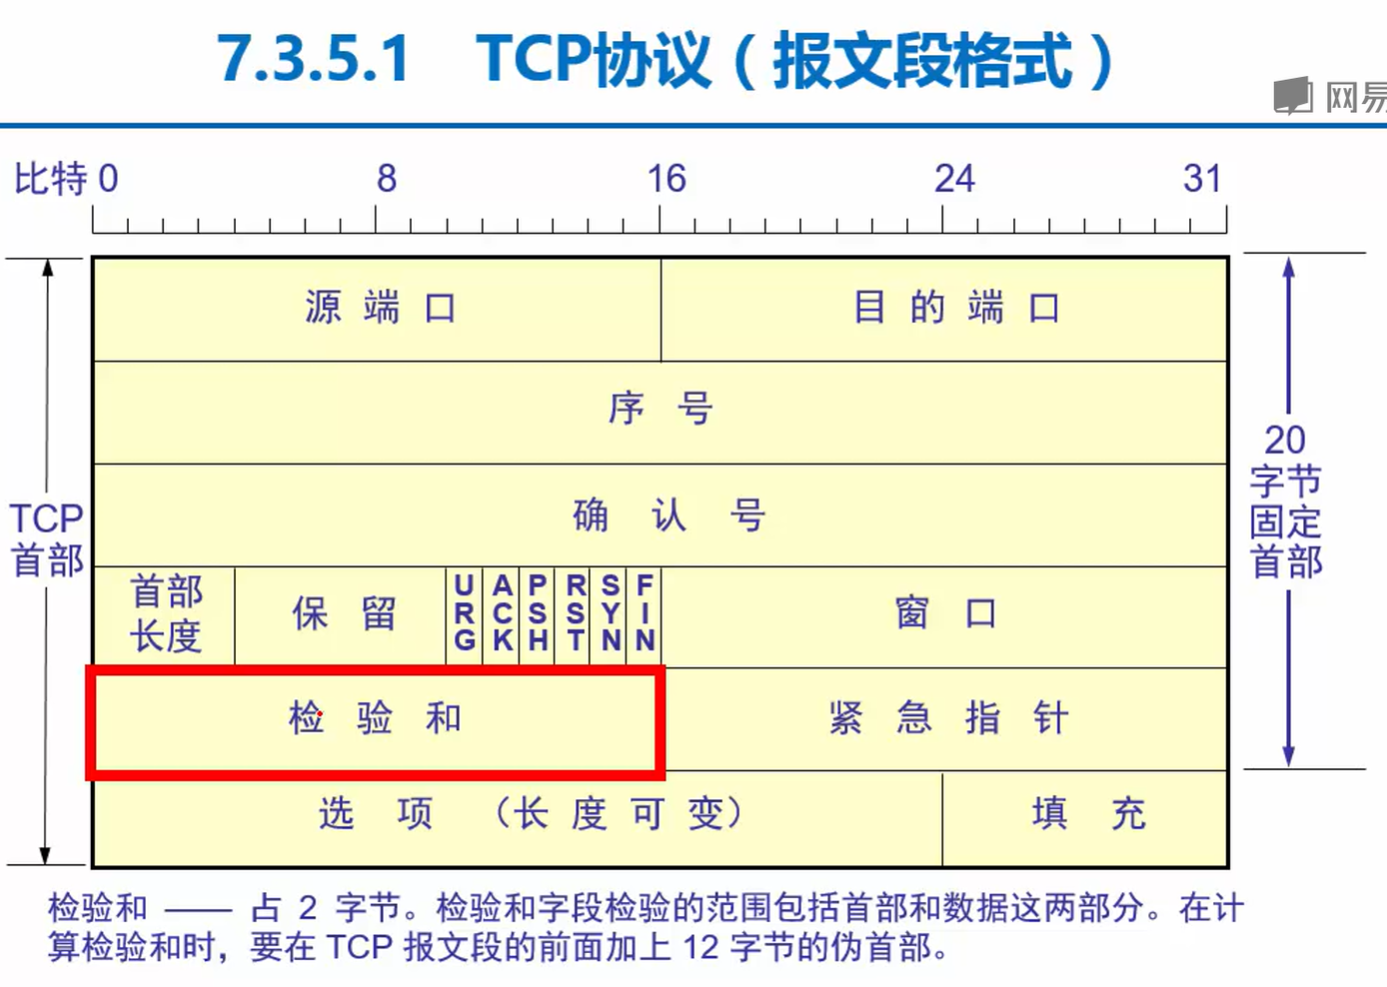 7.3.5.1 TCP协议（报文段格式）
网易
比特 0 8 16 24 31
源端口 目的端口
序号
确认号
TCP首部
20字节固定首部
首部长度 保留 URG ACK PSH RST SYN FIN 窗口
检验和 紧急指针
选项（长度可变） 填充
检验和 —— 占 2 字节。检验和字段检验的范围包括首部和数据这两部分。在计
算检验和时，要在 TCP 报文段的前面加上 12 字节的伪首部。